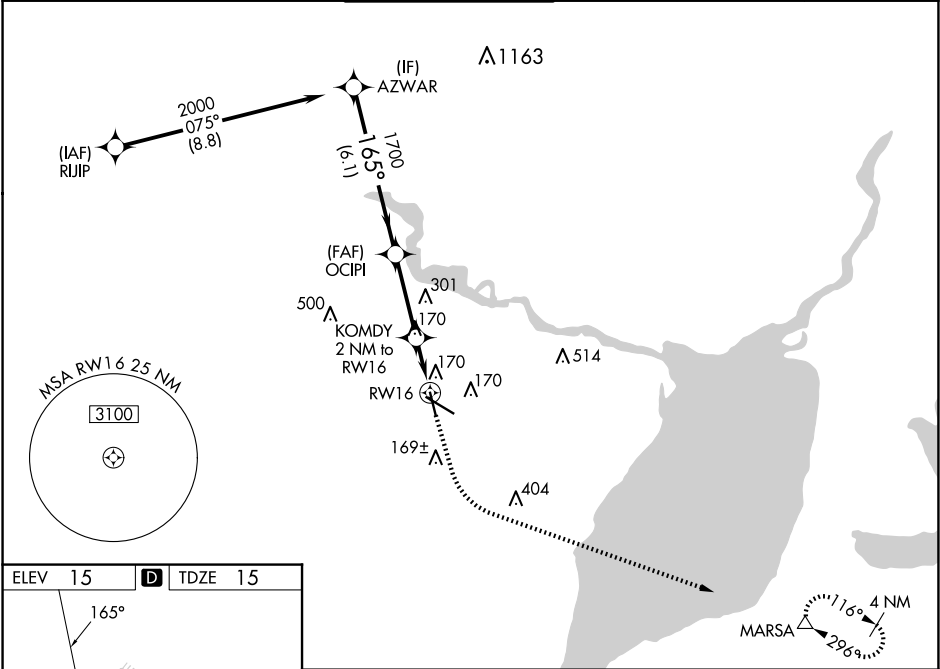 1163
(IF)
AZWAR
2000
075°
(8.8)
(IAF)
RIJIP
1700
165°
(6.1)
(FAF)
OCIPI
301
500
170
KOMDY
2 NM to
RW16
514
170
170
RW16
MSA RW16 25 NM
3100
169±
404
ELEV 15 D TDZE 15
165°
4 NM
116°
MARSA
296°